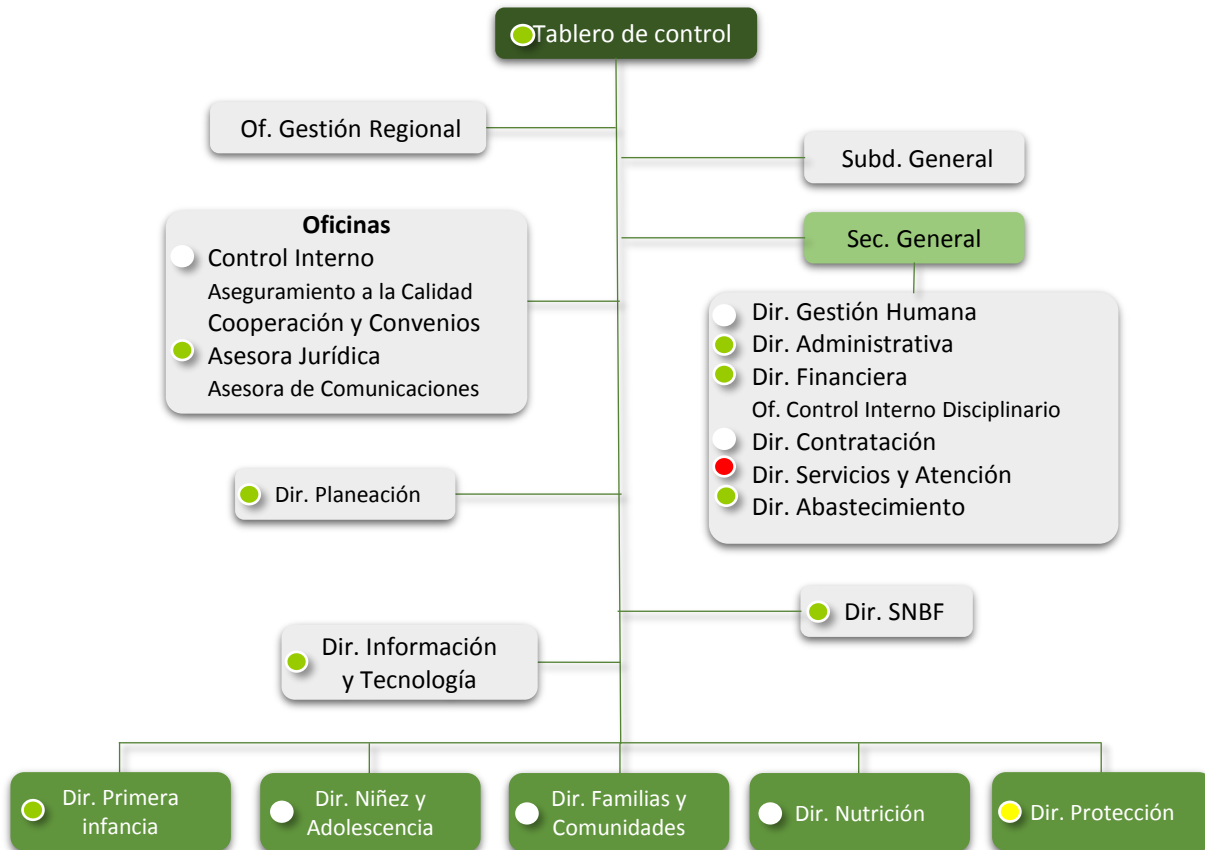 Tablero de control
Of. Gestión Regional
Subd. General
Oficinas
Control Interno
Aseguramiento a la Calidad
Cooperación y Convenios
Asesora Jurídica
Asesora de Comunicaciones
Sec. General
Dir. Gestión Humana
Dir. Administrativa
Dir. Financiera
Of. Control Interno Disciplinario
Dir. Contratación
Dir. Servicios y Atención
Dir. Abastecimiento
Dir. Planeación
Dir. SNBF
Dir. Información
y Tecnología
Dir. Primera
infancia
Dir. Niñez y
Adolescencia
Dir. Familias y
Comunidades
Dir. Nutrición
Dir. Protección